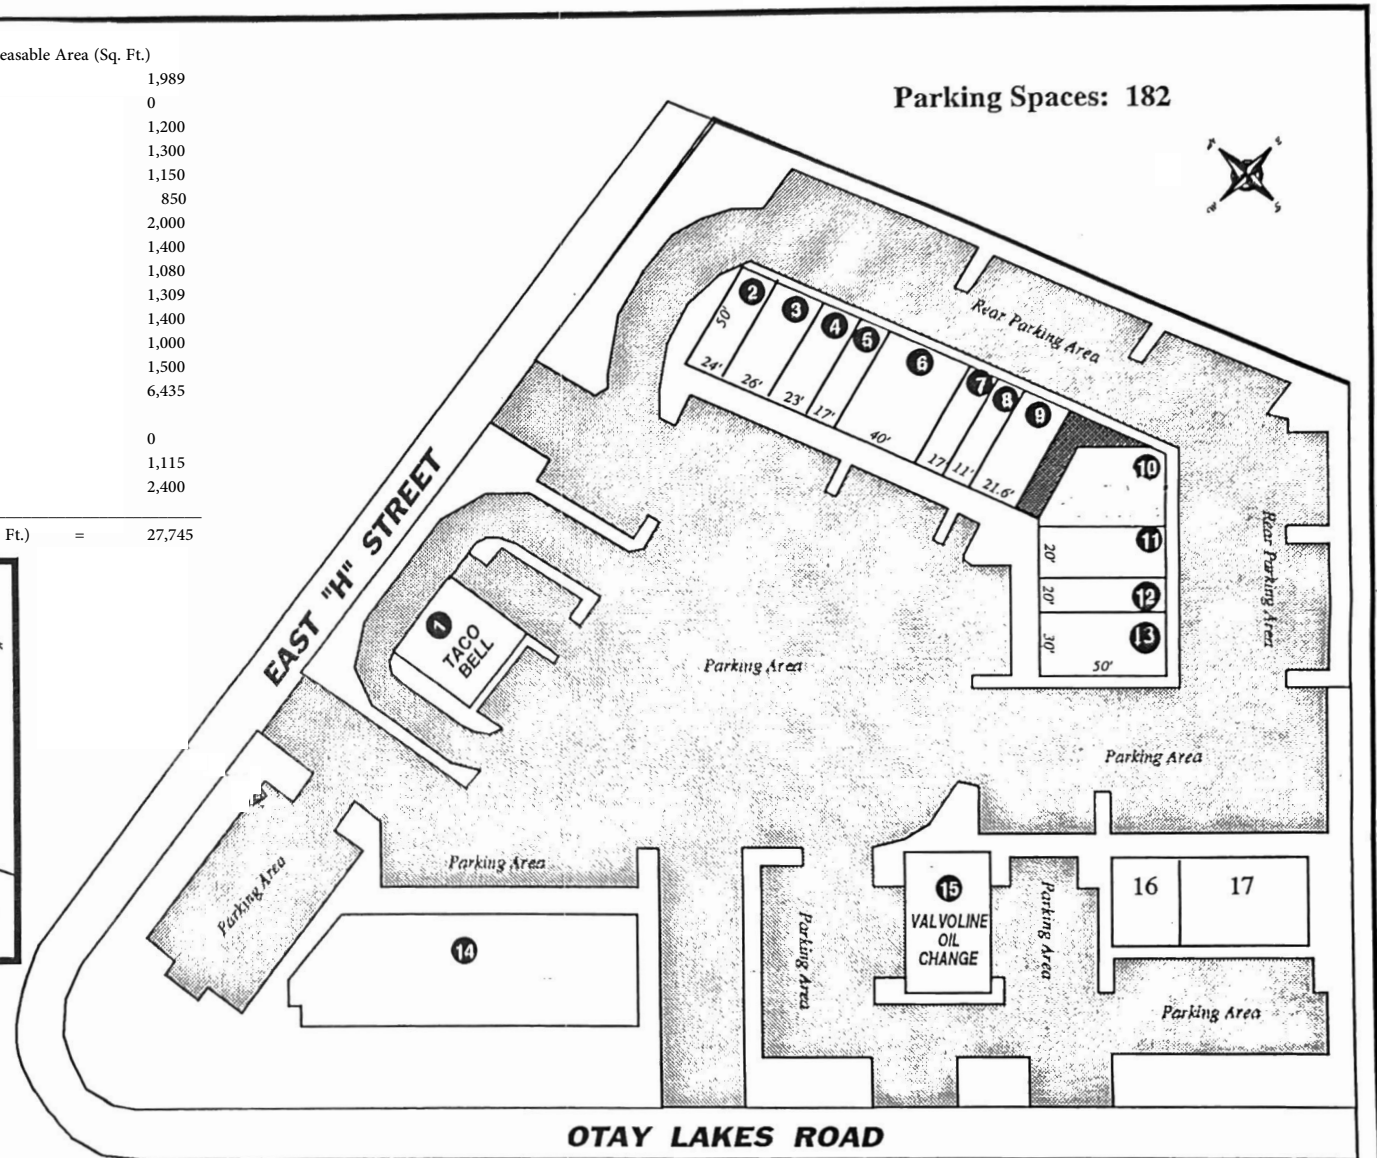 easable Area (Sq. Ft.)
1,989
0
1,200
1,300
1,150
850
2,000
1,400
1,080
1,309
1,400
1,000
1,500
6,435
0
1,115
2,400
Ft.) = 27,745
Parking Spaces: 182
2
3
4
5
6
7
8
9
10
11
12
13
50'
24'
26'
23'
17'
40'
17'
11'
21.6'
20'
20'
30'
50'
Rear Parking Area
Rear Parking Area
EAST "H" STREET
1
TACO
BELL
Parking Area
Parking Area
Parking Area
Parking Area
14
Parking Area
15
VALVOLINE
OIL
CHANGE
Parking Area
16
17
Parking Area
OTAY LAKES ROAD